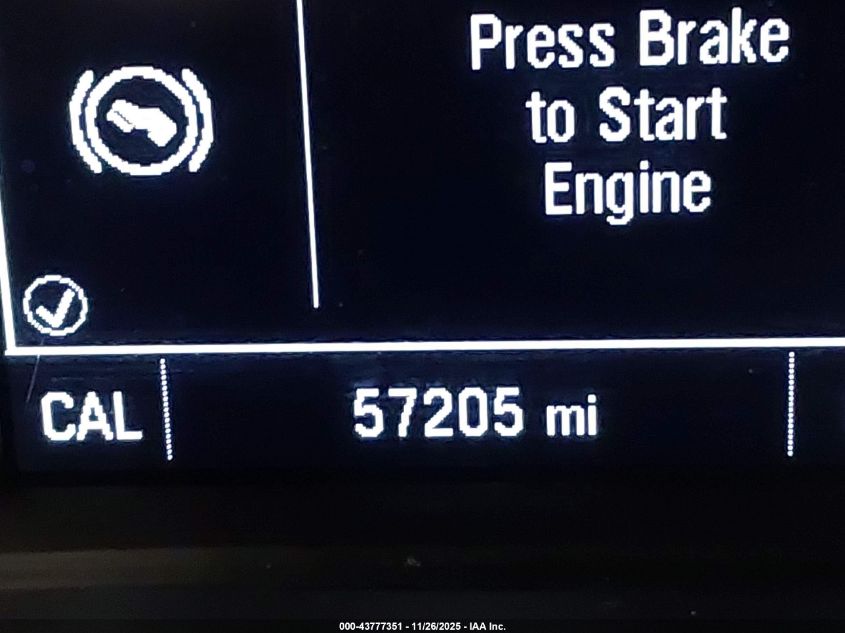 Press Brake
to Start
Engine
CAL
57205 mi
000-43777351 - 11/26/2025 - IAA Inc.